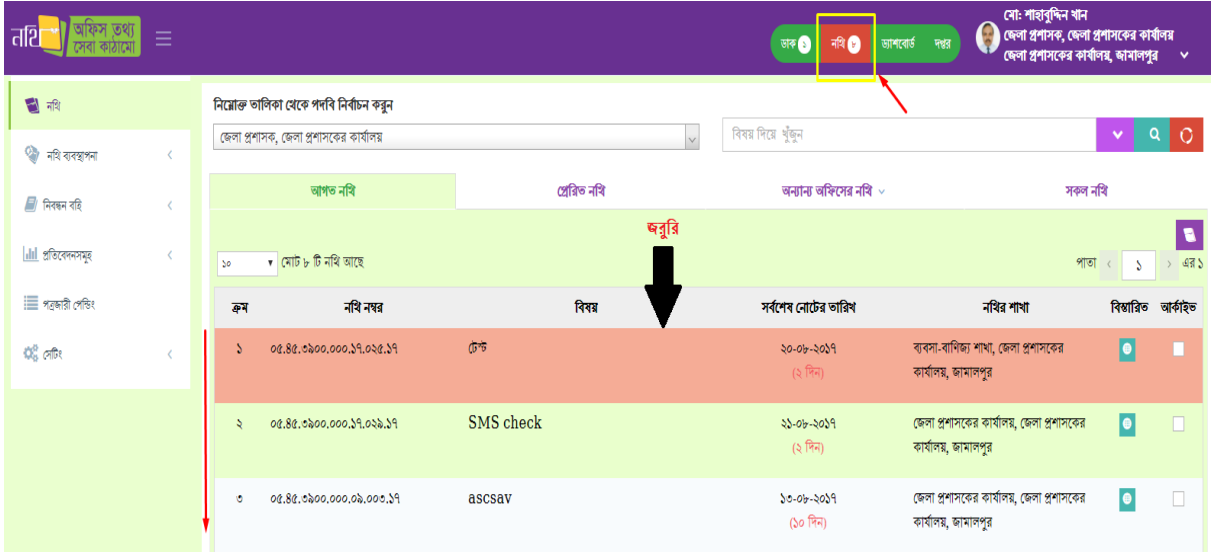 নথি
অফিস তথ্য
সেবা কাঠামো
ডাক ১
নথি ৮
ড্যাশবোর্ড
দপ্তর
মো: শাহাবুদ্দিন খান
জেলা প্রশাসক, জেলা প্রশাসকের কার্যালয়
জেলা প্রশাসকের কার্যালয়, জামালপুর
নথি
নথি ব্যবস্থাপনা
নিবন্ধন বহি
প্রতিবেদনসমূহ
পত্রজারী পেন্ডিং
সেটিং
নিম্নোক্ত তালিকা থেকে পদবি নির্বাচন করুন
জেলা প্রশাসক, জেলা প্রশাসকের কার্যালয়
বিষয় দিয়ে খুঁজুন
আগত নথি
প্রেরিত নথি
অন্যান্য অফিসের নথি
সকল নথি
জরুরি
১০
মোট ৮ টি নথি আছে
পাতা ১ এর ১
ক্রম নথি নম্বর বিষয় সর্বশেষ নোটের তারিখ নথির শাখা বিস্তারিত আর্কাইভ
১ ০৫.৪৫.৩৯০০.০০০.১৭.০২৫.১৭ টেস্ট ২০-০৮-২০১৭ ব্যবসা-বাণিজ্য শাখা, জেলা প্রশাসকের
(২ দিন) কার্যালয়, জামালপুর
২ ০৫.৪৫.৩৯০০.০০০.১৭.০২৯.১৭ SMS check ২১-০৮-২০১৭ জেলা প্রশাসকের কার্যালয়, জেলা প্রশাসকের
(২ দিন) কার্যালয়, জামালপুর
৩ ০৫.৪৫.৩৯০০.০০০.০৯.০০৩.১৭ ascsav ১৩-০৮-২০১৭ জেলা প্রশাসকের কার্যালয়, জেলা প্রশাসকের
(১০ দিন) কার্যালয়, জামালপুর